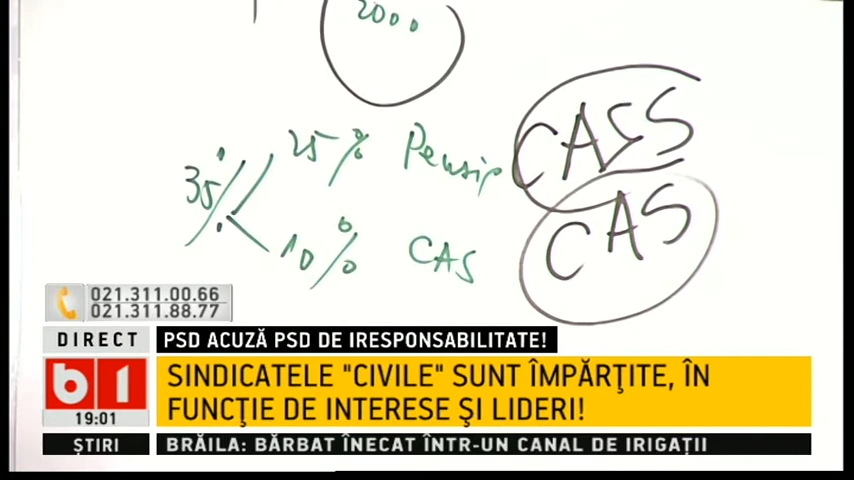 2000
CASS
25% Pensie
35%
CAS
10% CAS
021.311.00.66
021.311.88.77
DIRECT
PSD ACUZĂ PSD DE IRESPONSABILITATE!
b1
SINDICATELE "CIVILE" SUNT ÎMPĂRŢITE, ÎN
FUNCŢIE DE INTERESE ŞI LIDERI!
19:01
ŞTIRI
BRĂILA: BĂRBAT ÎNECAT ÎNTR-UN CANAL DE IRIGAŢII